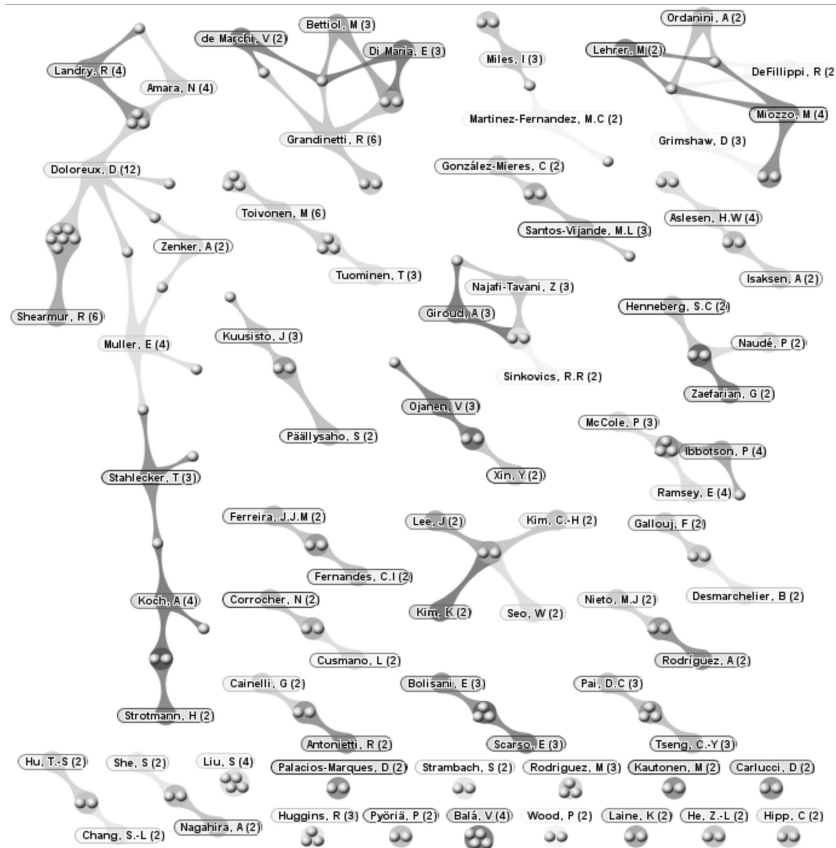 Bettiol, M (3)
Ordanini, A (2)
de Marchi, V (2)
Di Maria, E (3)
Lehrer, M (2)
Miles, I (3)
Landry, R (4)
DeFillippi, R (2
Amara, N (4)
Martinez-Fernandez, M.C (2)
Miozzo, M (4)
Grandinetti, R (6)
Grimshaw, D (3)
Doloreux, D (12)
González-Mieres, C (2)
Toivonen, M (6)
Aslesen, H.W (4)
Santos-Vijande, M.L (3)
Zenker, A (2)
Tuominen, T (3)
Isaksen, A (2)
Najafi-Tavani, Z (3)
Henneberg, S.C (2)
Shearmur, R (6)
Giroud, A (3)
Kuusisto, J (3)
Muller, E (4)
Naudé, P (2)
Sinkovics, R.R (2)
Zaefarian, G (2)
Ojanen, V (3)
McCole, P (3)
Päällysaho, S (2)
Ibbotson, P (4)
Stahlecker, T (3)
Xin, Y (2)
Ramsey, E (4)
Ferreira, J.J.M (2)
Lee, J (2)
Kim, C.-H (2)
Gallouj, F (2)
Fernandes, C.I (2)
Desmarchelier, B (2)
Koch, A (4)
Corrocher, N (2)
Nieto, M.J (2)
Kim, K (2)
Seo, W (2)
Cusmano, L (2)
Rodríguez, A (2)
Cainelli, G (2)
Bolisani, E (3)
Pai, D.C (3)
Strotmann, H (2)
Antonietti, R (2)
Scarso, E (3)
Tseng, C.-Y (3)
Hu, T.-S (2)
She, S (2)
Liu, S (4)
Palacios-Marques, D (2)
Strambach, S (2)
Rodriguez, M (3)
Kautonen, M (2)
Carlucci, D (2)
Chang, S.-L (2)
Nagahira, A (2)
Huggins, R (3)
Pyöriä, P (2)
Balá, V (4)
Wood, P (2)
Laine, K (2)
He, Z.-L (2)
Hipp, C (2)